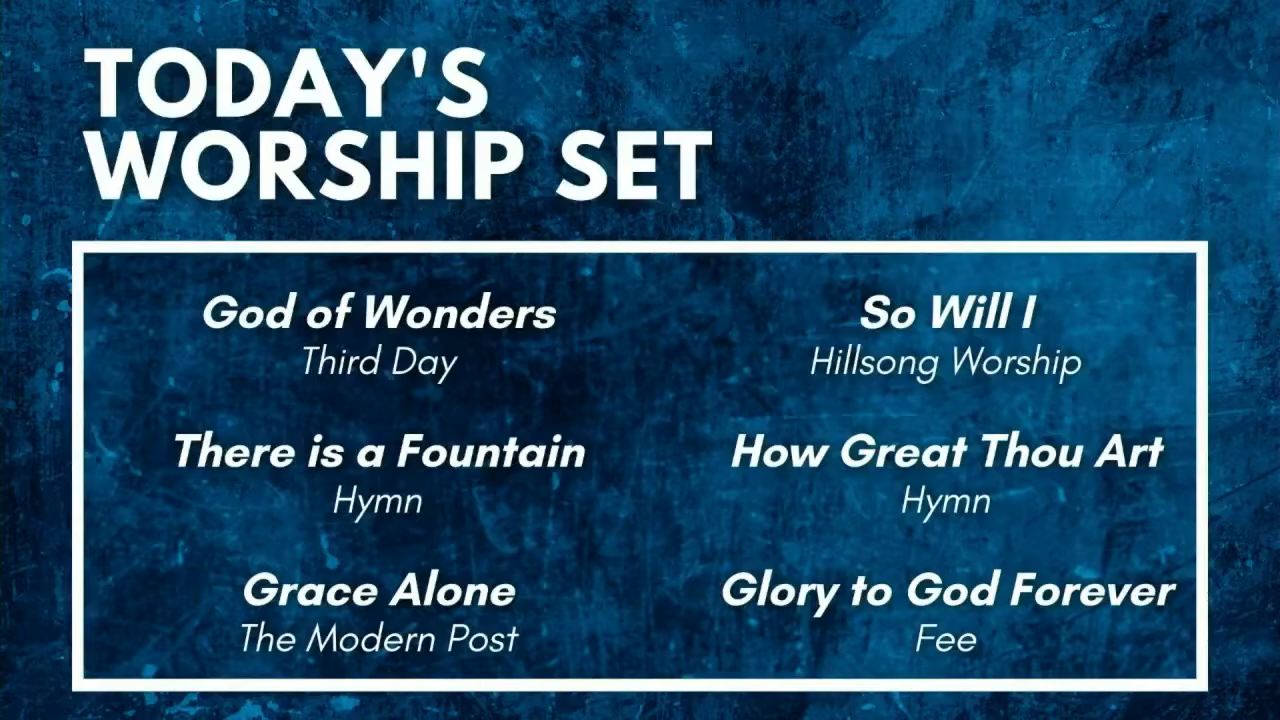 TODAY'S
WORSHIP SET
God of Wonders
Third Day
There is a Fountain
Hymn
Grace Alone
The Modern Post
So Will I
Hillsong Worship
How Great Thou Art
Hymn
Glory to God Forever
Fee